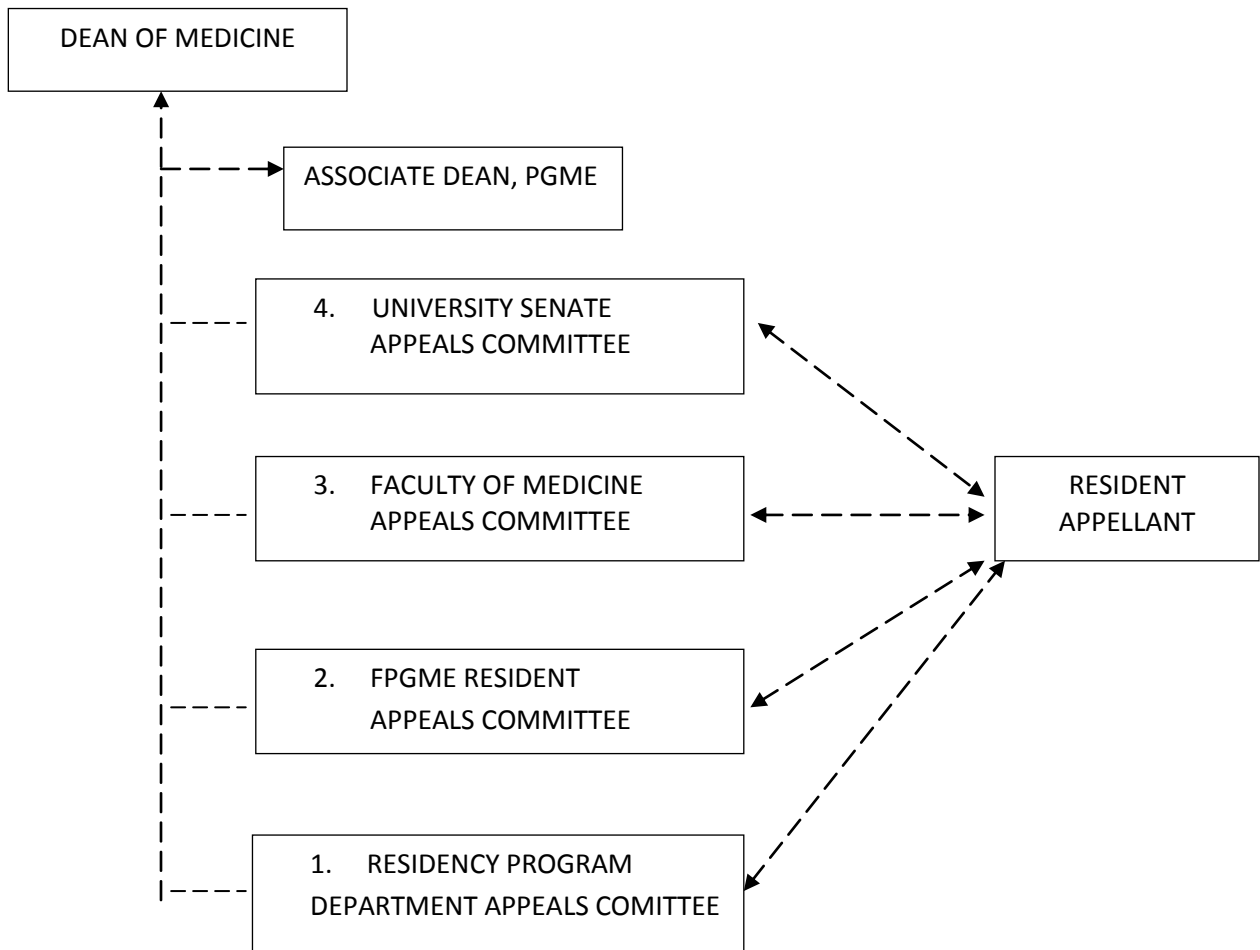 DEAN OF MEDICINE
ASSOCIATE DEAN, PGME
4. UNIVERSITY SENATE
APPEALS COMMITTEE
3. FACULTY OF MEDICINE
APPEALS COMMITTEE
RESIDENT
APPELLANT
2. FPGME RESIDENT
APPEALS COMMITTEE
1. RESIDENCY PROGRAM
DEPARTMENT APPEALS COMITTEE